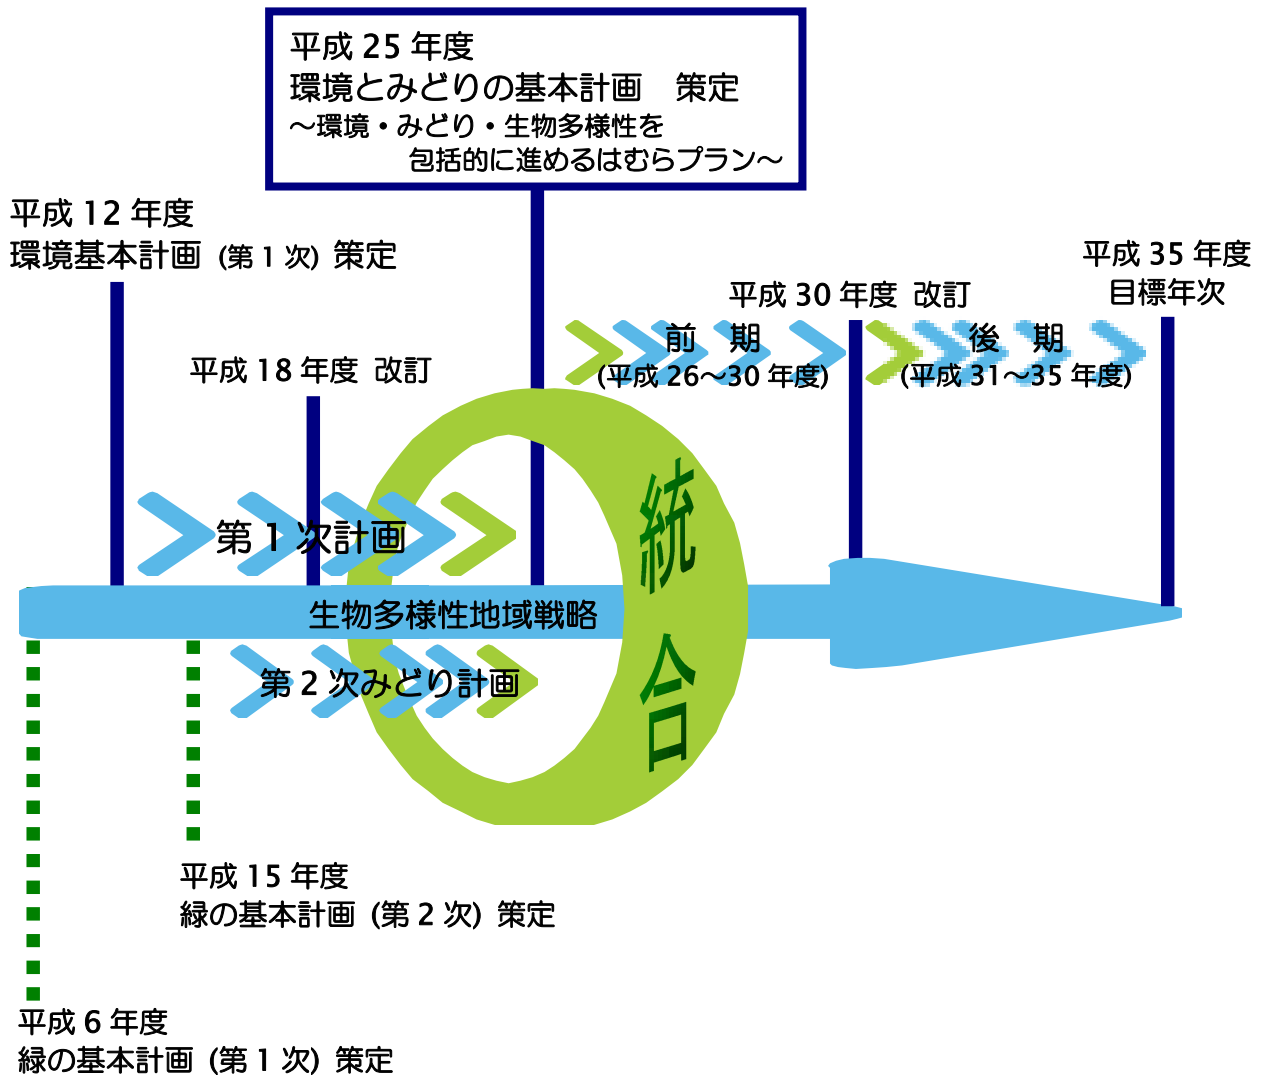 平成 25 年度
環境とみどりの基本計画　策定
～環境・みどり・生物多様性を
包括的に進めるはむらプラン～
平成 12 年度
環境基本計画 (第 1 次) 策定
平成 35 年度
目標年次
平成 30 年度 改訂
前　期
(平成 26～30 年度)
後　期
(平成 31～35 年度)
平成 18 年度 改訂
統合
第 1 次計画
生物多様性地域戦略
第 2 次みどり計画
平成 15 年度
緑の基本計画 (第 2 次) 策定
平成 6 年度
緑の基本計画 (第 1 次) 策定